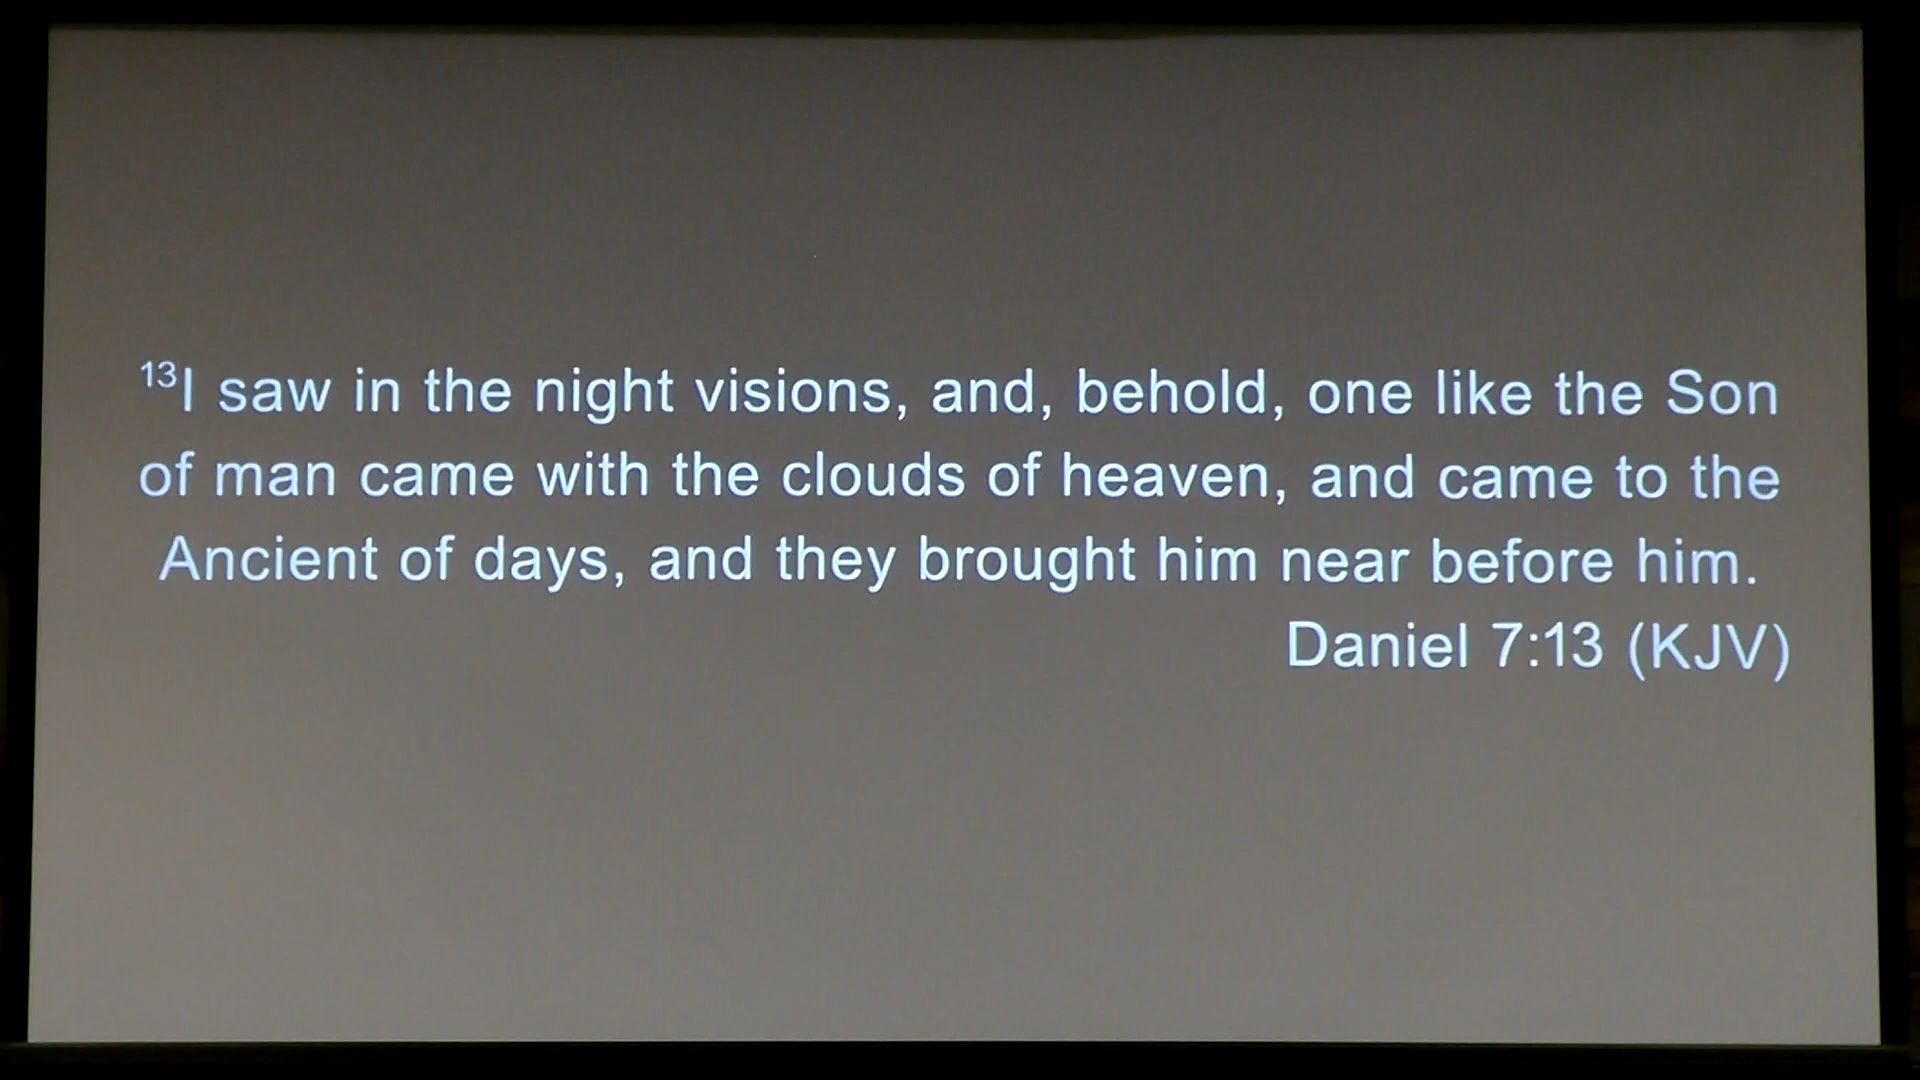 ¹³I saw in the night visions, and, behold, one like the Son
of man came with the clouds of heaven, and came to the
Ancient of days, and they brought him near before him.
Daniel 7:13 (KJV)